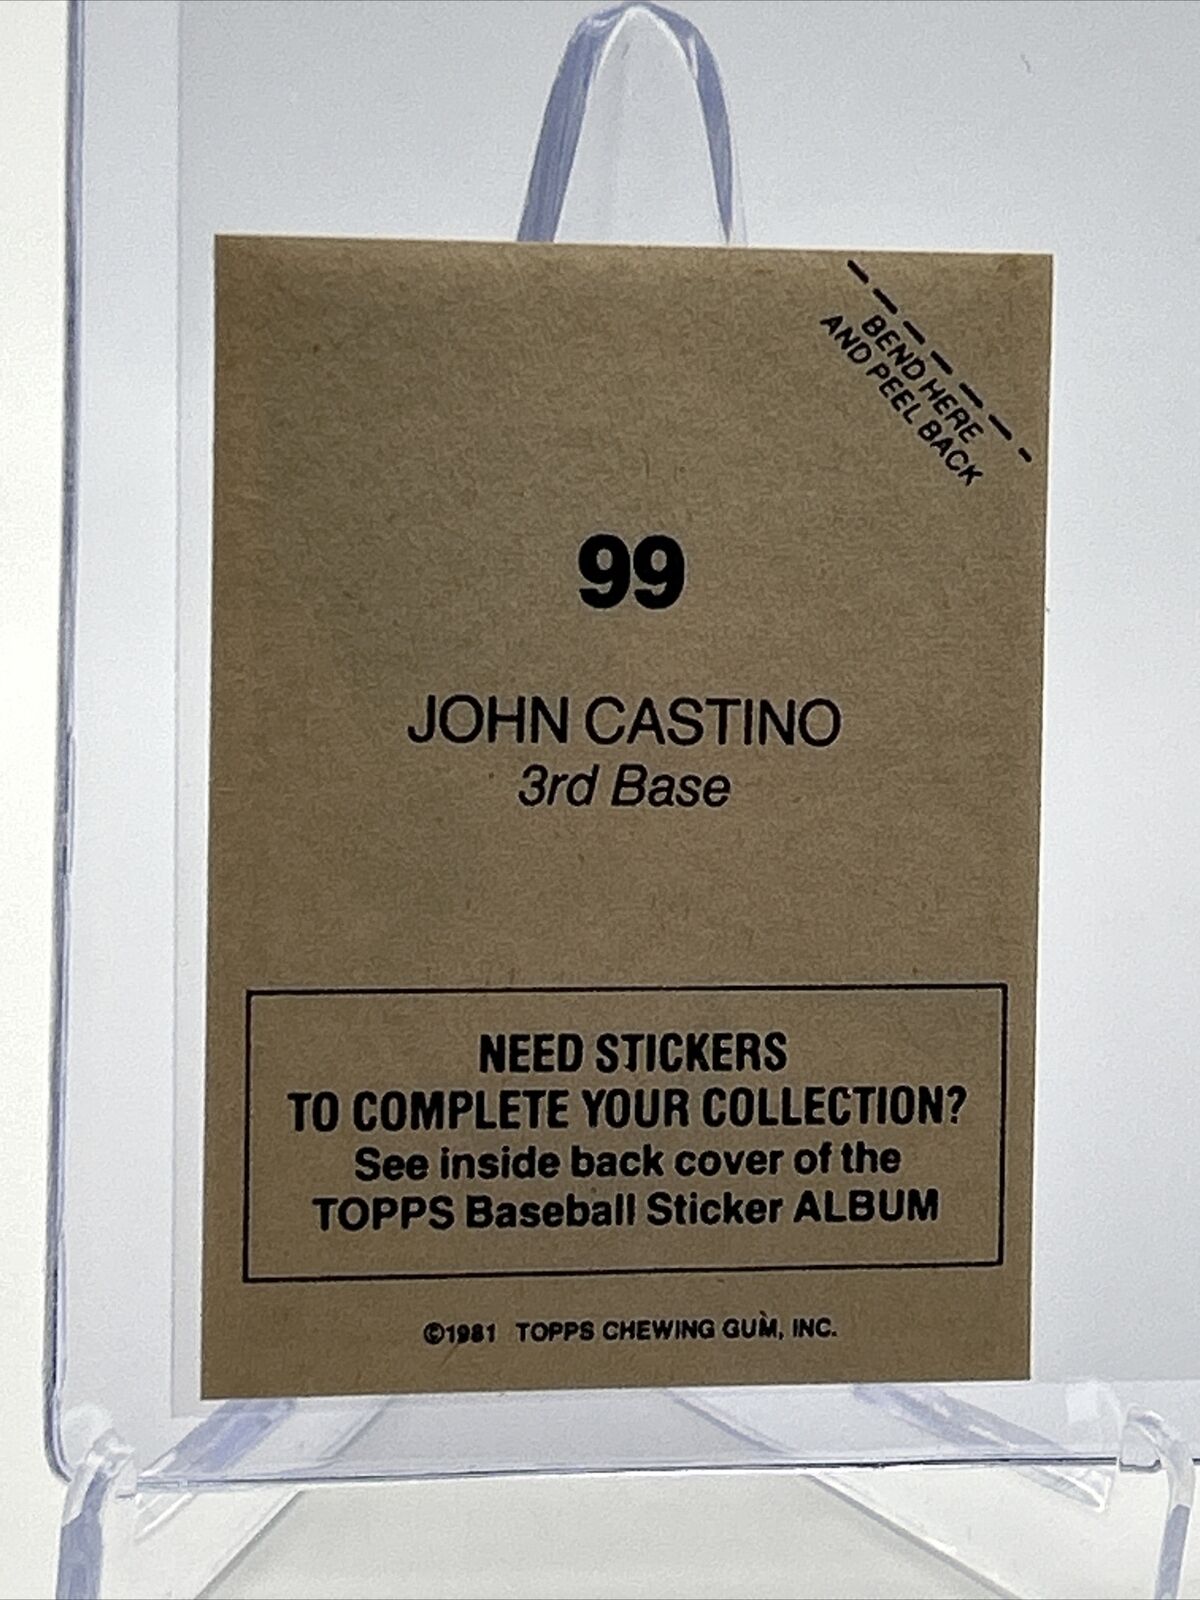 BEND HERE
AND PEEL BACK
99
JOHN CASTINO
3rd Base
NEED STICKERS
TO COMPLETE YOUR COLLECTION?
See inside back cover of the
TOPPS Baseball Sticker ALBUM
©1981 TOPPS CHEWING GUM, INC.